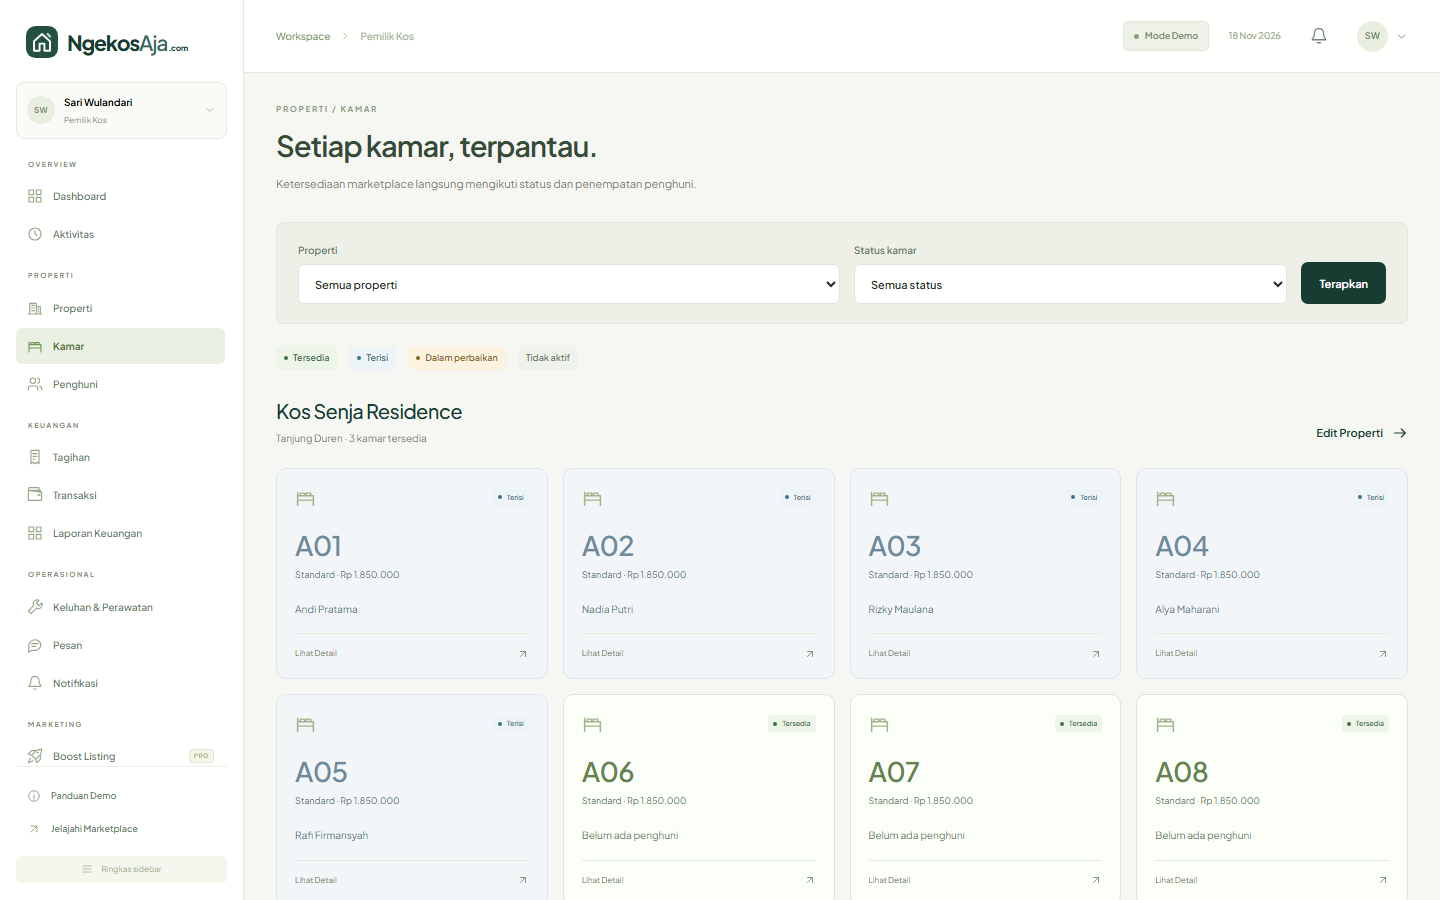 NgekosAja.com
SW
Sari Wulandari
Pemilik Kos
OVERVIEW
Dashboard
Aktivitas
PROPERTI
Properti
Kamar
Penghuni
KEUANGAN
Tagihan
Transaksi
Laporan Keuangan
OPERASIONAL
Keluhan & Perawatan
Pesan
Notifikasi
MARKETING
Boost Listing PRO
Panduan Demo
Jelajahi Marketplace
Ringkas sidebar
Workspace > Pemilik Kos
Mode Demo
18 Nov 2026
SW
PROPERTI / KAMAR
Setiap kamar, terpantau.
Ketersediaan marketplace langsung mengikuti status dan penempatan penghuni.
Properti
Semua properti
Status kamar
Semua status
Terapkan
Tersedia
Terisi
Dalam perbaikan
Tidak aktif
Kos Senja Residence
Tanjung Duren · 3 kamar tersedia
Edit Properti
Terisi
A01
Standard · Rp 1.850.000
Andi Pratama
Lihat Detail
Terisi
A02
Standard · Rp 1.850.000
Nadia Putri
Lihat Detail
Terisi
A03
Standard · Rp 1.850.000
Rizky Maulana
Lihat Detail
Terisi
A04
Standard · Rp 1.850.000
Alya Maharani
Lihat Detail
Terisi
A05
Standard · Rp 1.850.000
Rafi Firmansyah
Lihat Detail
Tersedia
A06
Standard · Rp 1.850.000
Belum ada penghuni
Lihat Detail
Tersedia
A07
Standard · Rp 1.850.000
Belum ada penghuni
Lihat Detail
Tersedia
A08
Standard · Rp 1.850.000
Belum ada penghuni
Lihat Detail